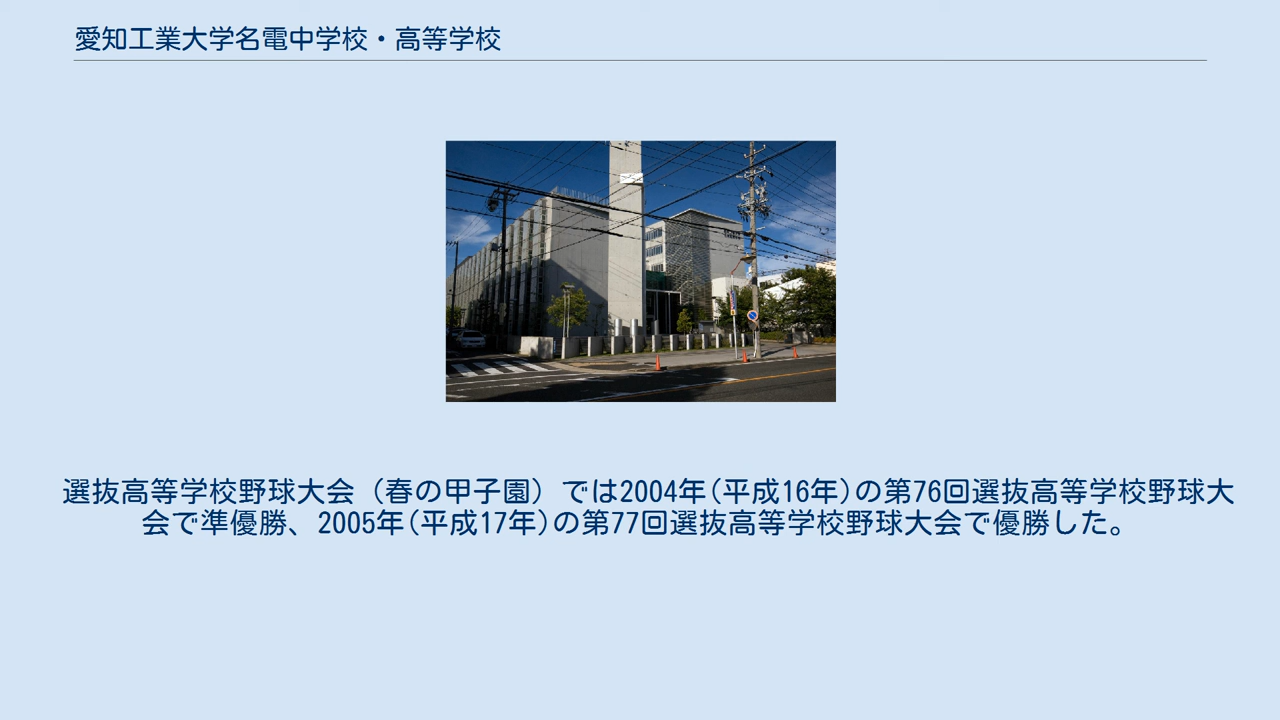 愛知工業大学名電中学校・高等学校
選抜高等学校野球大会（春の甲子園）では2004年(平成16年)の第76回選抜高等学校野球大
会で準優勝、2005年(平成17年)の第77回選抜高等学校野球大会で優勝した。